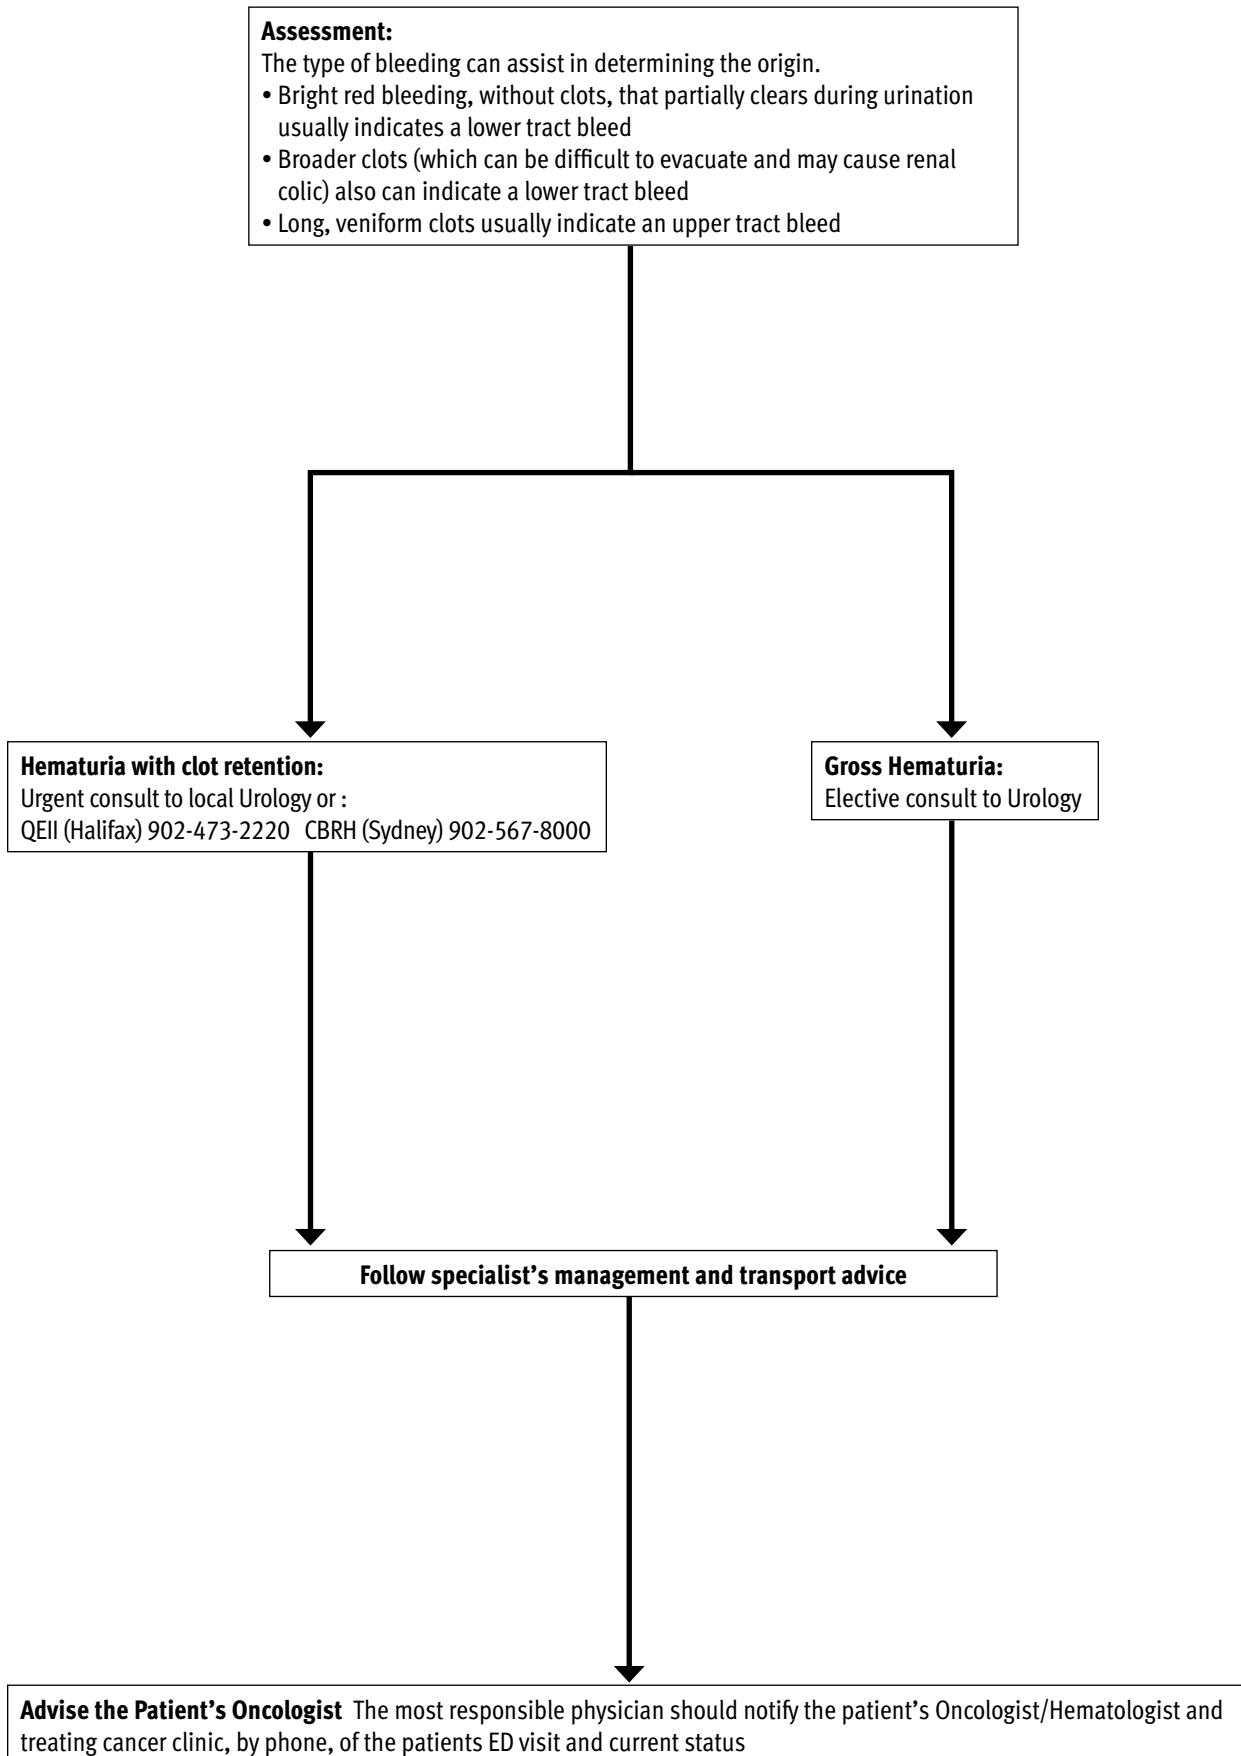 Assessment:
The type of bleeding can assist in determining the origin.
• Bright red bleeding, without clots, that partially clears during urination
usually indicates a lower tract bleed
• Broader clots (which can be difficult to evacuate and may cause renal
colic) also can indicate a lower tract bleed
• Long, veniform clots usually indicate an upper tract bleed
Hematuria with clot retention:
Urgent consult to local Urology or :
QEII (Halifax) 902-473-2220 CBRH (Sydney) 902-567-8000
Gross Hematuria:
Elective consult to Urology
Follow specialist’s management and transport advice
Advise the Patient’s Oncologist The most responsible physician should notify the patient’s Oncologist/Hematologist and
treating cancer clinic, by phone, of the patients ED visit and current status